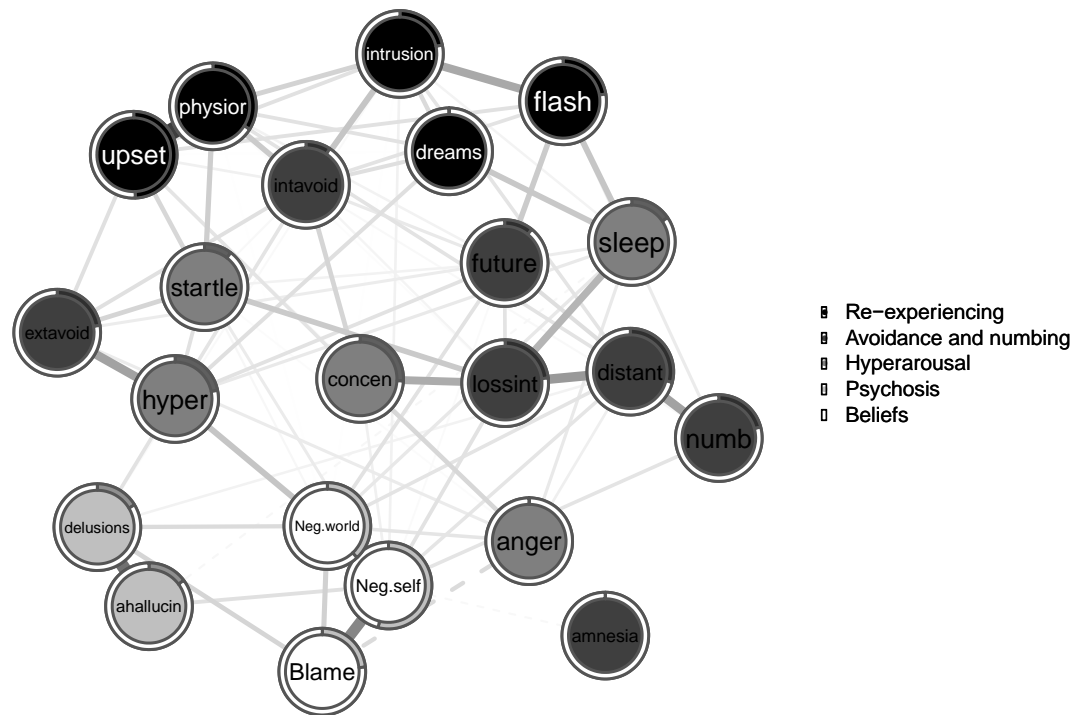 intrusion
flash
physior
upset
dreams
intavoid
sleep
future
startle
extavoid
concen
lossint
distant
hyper
numb
delusions
Neg.world
anger
Neg.self
ahallucin
amnesia
Blame
Re−experiencing
Avoidance and numbing
Hyperarousal
Psychosis
Beliefs